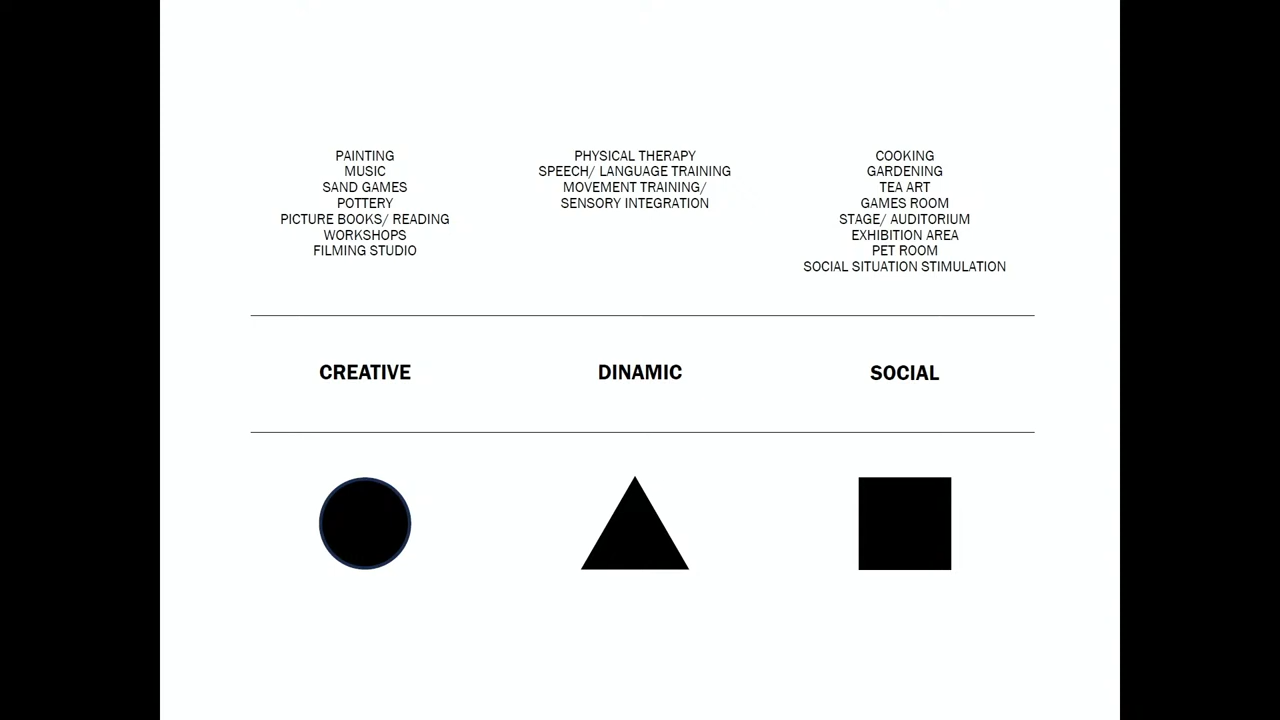 PAINTING
MUSIC
SAND GAMES
POTTERY
PICTURE BOOKS/ READING
WORKSHOPS
FILMING STUDIO
PHYSICAL THERAPY
SPEECH/ LANGUAGE TRAINING
MOVEMENT TRAINING/
SENSORY INTEGRATION
COOKING
GARDENING
TEA ART
GAMES ROOM
STAGE/ AUDITORIUM
EXHIBITION AREA
PET ROOM
SOCIAL SITUATION STIMULATION
CREATIVE
DINAMIC
SOCIAL